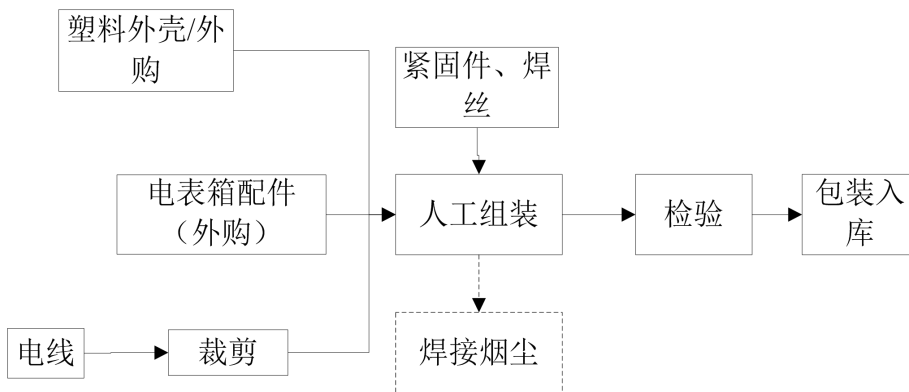 塑料外壳/外
购
紧固件、焊
丝
电表箱配件
（外购）
人工组装
检验
包装入
库
电线
裁剪
焊接烟尘